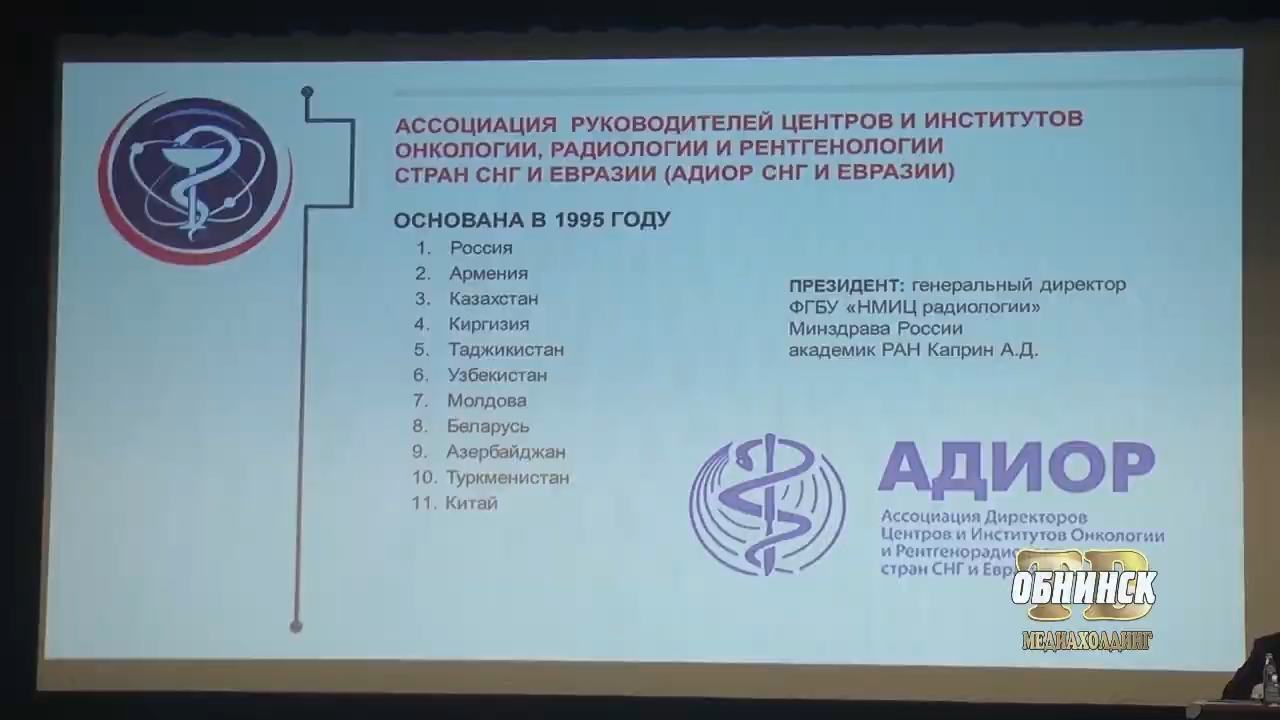 АССОЦИАЦИЯ РУКОВОДИТЕЛЕЙ ЦЕНТРОВ И ИНСТИТУТОВ
ОНКОЛОГИИ, РАДИОЛОГИИ И РЕНТГЕНОЛОГИИ
СТРАН СНГ И ЕВРАЗИИ (АДИОР СНГ И ЕВРАЗИИ)
ОСНОВАНА В 1995 ГОДУ
1. Россия
2. Армения
3. Казахстан
4. Киргизия
5. Таджикистан
6. Узбекистан
7. Молдова
8. Беларусь
9. Азербайджан
10. Туркменистан
11. Китай
ПРЕЗИДЕНТ: генеральный директор
ФГБУ «НМИЦ радиологии»
Минздрава России
академик РАН Каприн А.Д.
АДИОР
Ассоциация Директоров
Центров и Институтов Онкологии
и
стран СНГ и
ТВ
ОБНИНСК
МЕДИАХОЛДИНГ